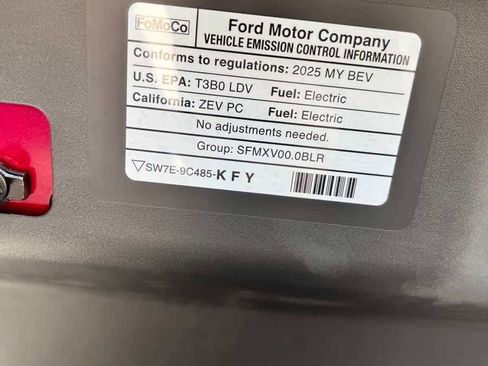 FoMoCo
Ford Motor Company
VEHICLE EMISSION CONTROL INFORMATION
Conforms to regulations: 2025 MY BEV
U.S. EPA: T3B0 LDV Fuel: Electric
California: ZEV PC Fuel: Electric
No adjustments needed.
Group: SFMXV00.0BLR
SW7E-9C485-KFY